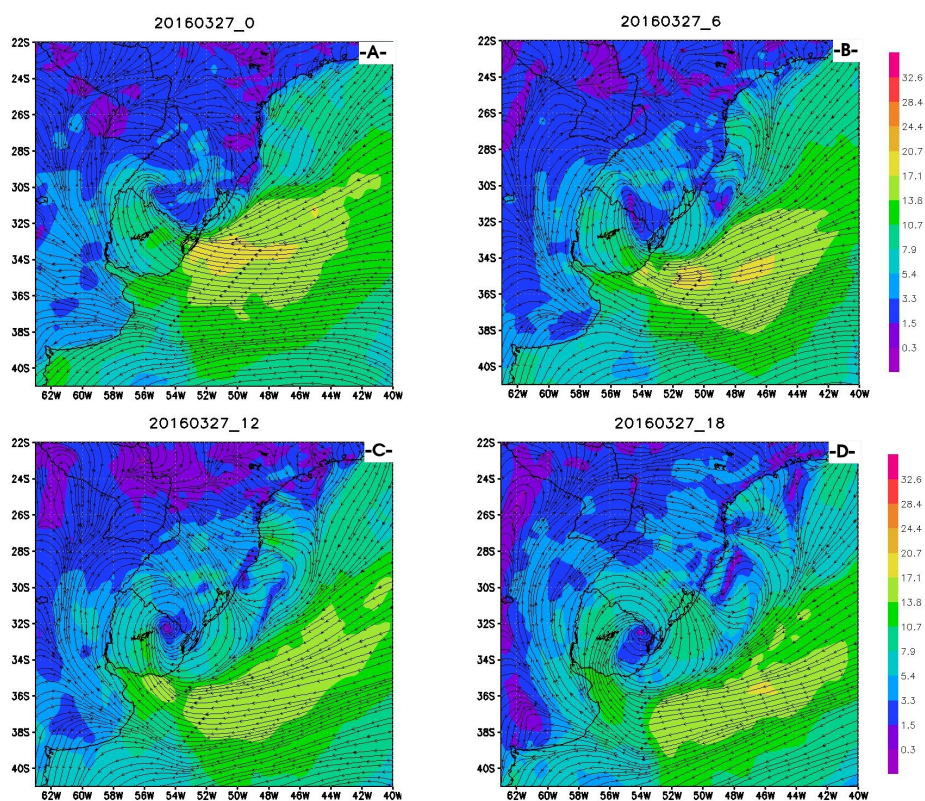 20160327_0
-A-
22S
24S
26S
28S
30S
32S
34S
36S
38S
40S
62W 60W 58W 56W 54W 52W 50W 48W 46W 44W 42W 40W
20160327_6
-B-
22S
24S
26S
28S
30S
32S
34S
36S
38S
40S
62W 60W 58W 56W 54W 52W 50W 48W 46W 44W 42W 40W
32.6
28.4
24.4
20.7
17.1
13.8
10.7
7.9
5.4
3.3
1.5
0.3
20160327_12
-C-
22S
24S
26S
28S
30S
32S
34S
36S
38S
40S
62W 60W 58W 56W 54W 52W 50W 48W 46W 44W 42W 40W
20160327_18
-D-
22S
24S
26S
28S
30S
32S
34S
36S
38S
40S
62W 60W 58W 56W 54W 52W 50W 48W 46W 44W 42W 40W
32.6
28.4
24.4
20.7
17.1
13.8
10.7
7.9
5.4
3.3
1.5
0.3